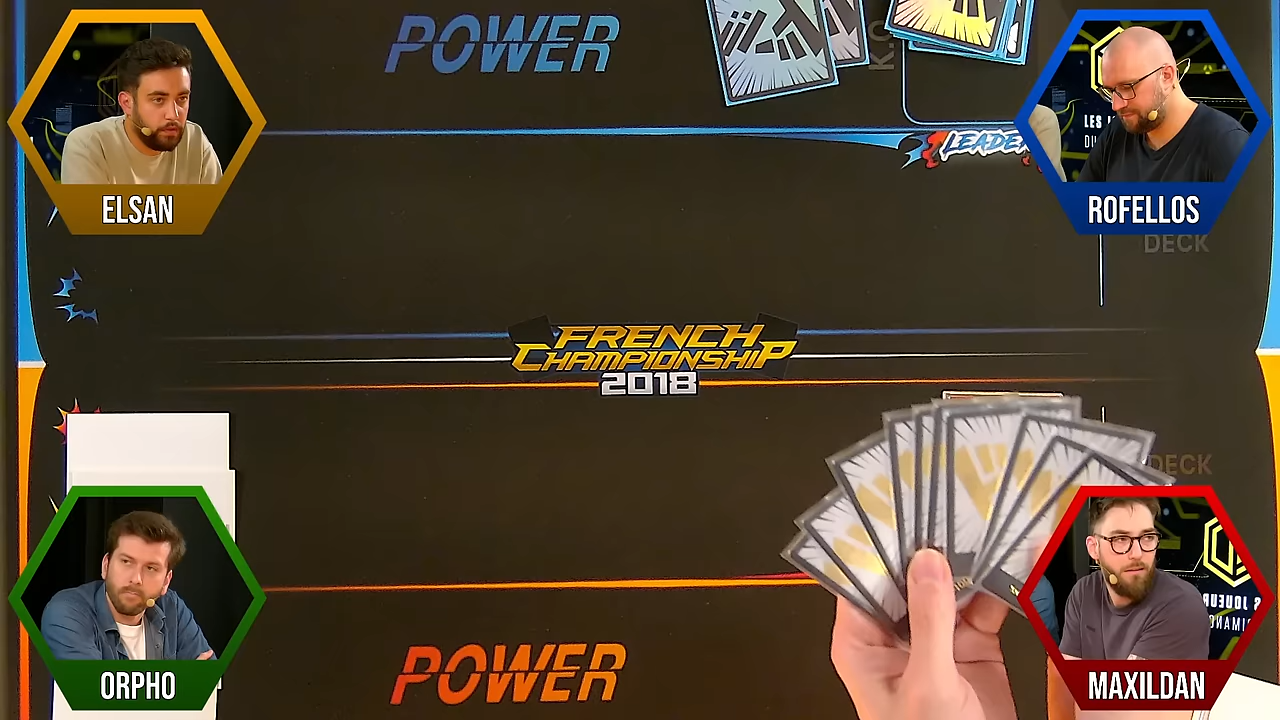 POWER
K.O
LEADER
ELSAN
ROFELLOS
DECK
FRENCH
CHAMPIONSHIP
2018
DECK
ORPHO
POWER
MAXILDAN